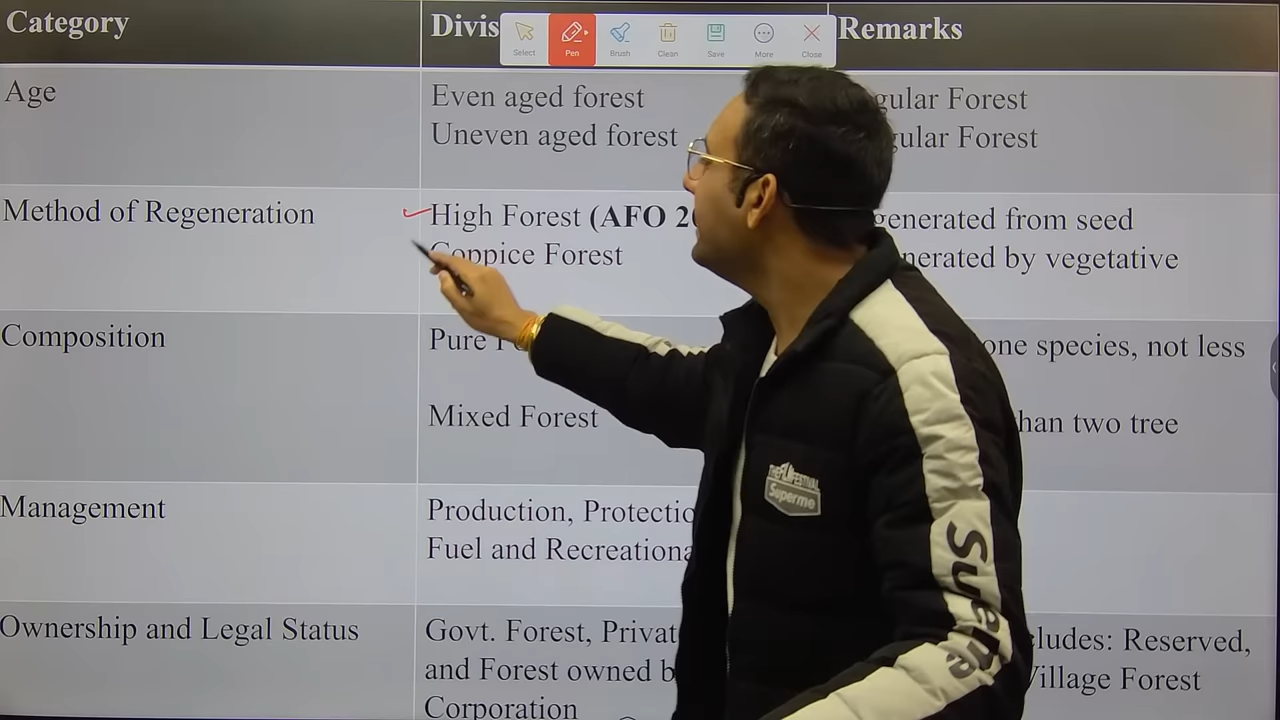 Category
Divis
Remarks
Select
Pen
Brush
Clean
Save
More
Close
Age
Even aged forest
Uneven aged forest
gular Forest
gular Forest
Method of Regeneration
High Forest (AFO 20
Coppice Forest
generated from seed
nerated by vegetative
Composition
Pure
one species, not less
Mixed Forest
han two tree
Management
Production, Protectio
Fuel and Recreationa
Ownership and Legal Status
Govt. Forest, Privat
and Forest owned b
Corporation
cludes: Reserved,
Village Forest
Superme
Supreme